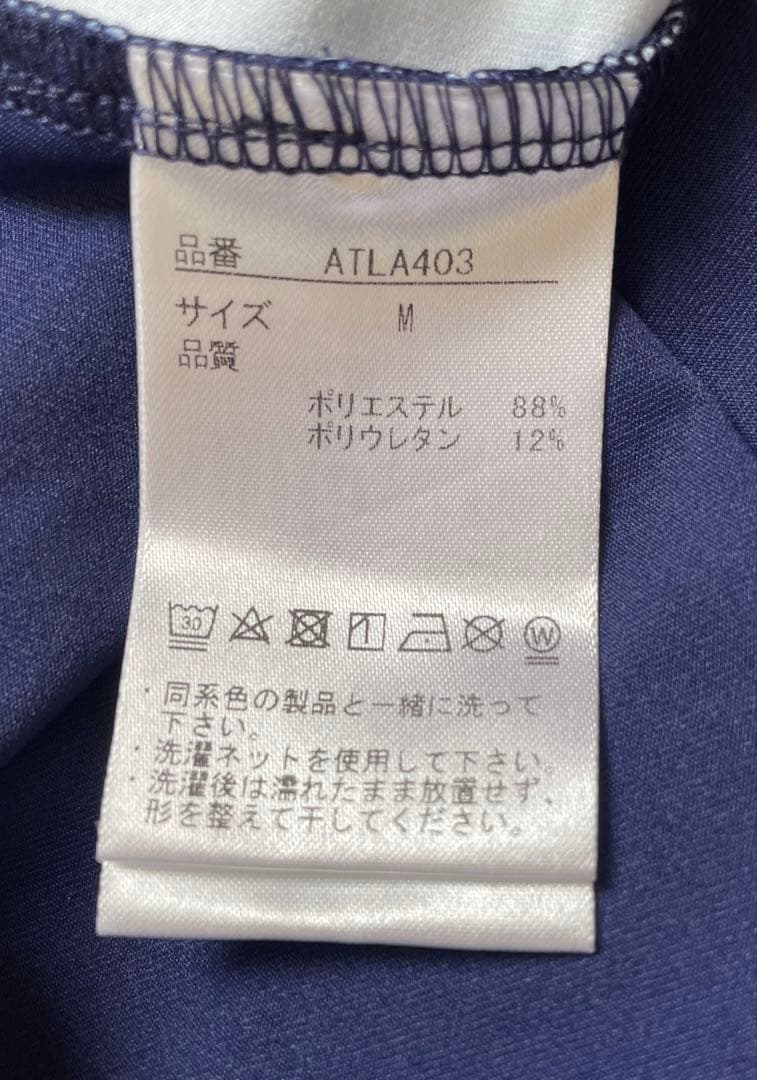 品番 ATLA403
サイズ M
品質
ポリエステル 88%
ポリウレタン 12%
30 W
・同系色の製品と一緒に洗って
下さい。
・洗濯ネットを使用して下さい。
・洗濯後は濡れたまま放置せず、
形を整えて干してください。